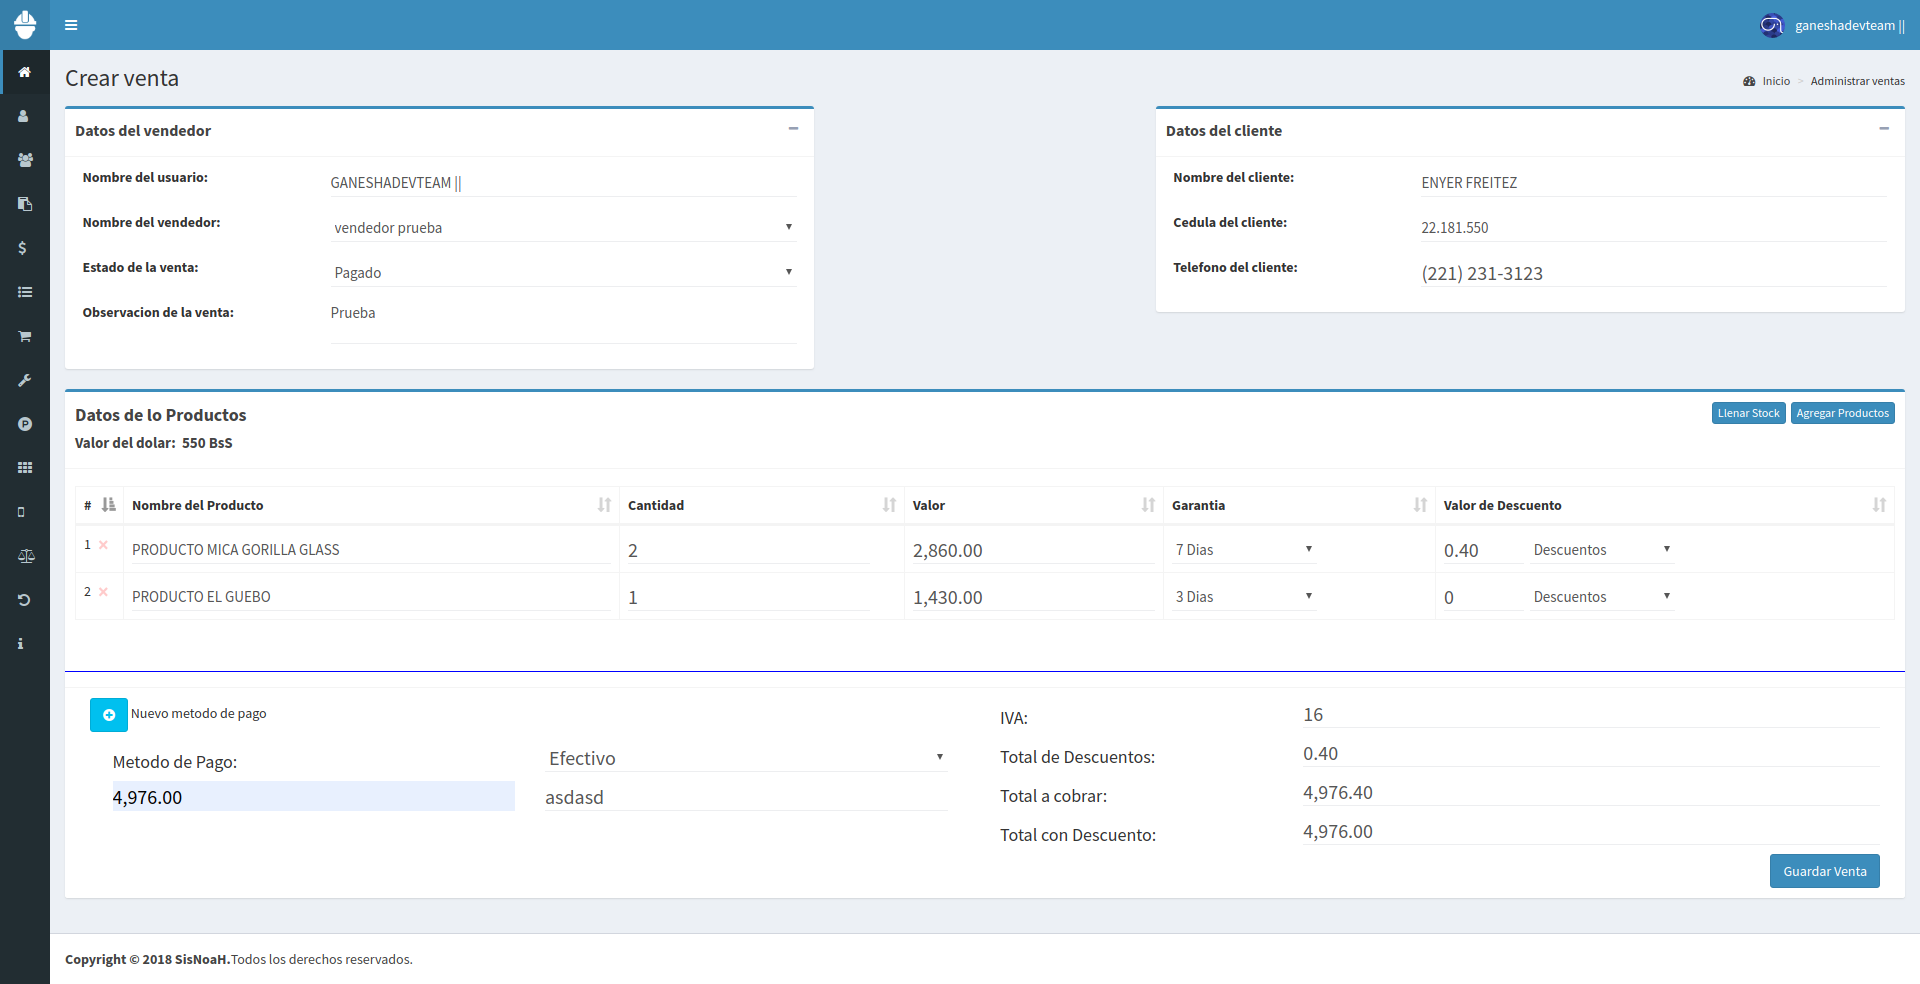 ganeshadevteam ||
Crear venta
Inicio > Administrar ventas
Datos del vendedor
Nombre del usuario: GANESHADEVTEAM ||
Nombre del vendedor: vendedor prueba
Estado de la venta: Pagado
Observacion de la venta: Prueba
Datos del cliente
Nombre del cliente: ENYER FREITEZ
Cedula del cliente: 22.181.550
Telefono del cliente: (221) 231-3123
Datos de lo Productos
Llenar Stock Agregar Productos
Valor del dolar: 550 BsS
# Nombre del Producto Cantidad Valor Garantia Valor de Descuento
1 PRODUCTO MICA GORILLA GLASS 2 2,860.00 7 Dias 0.40 Descuentos
2 PRODUCTO EL GUEBO 1 1,430.00 3 Dias 0 Descuentos
Nuevo metodo de pago
Metodo de Pago: Efectivo
4,976.00 asdasd
IVA: 16
Total de Descuentos: 0.40
Total a cobrar: 4,976.40
Total con Descuento: 4,976.00
Guardar Venta
Copyright © 2018 SisNoaH.Todos los derechos reservados.